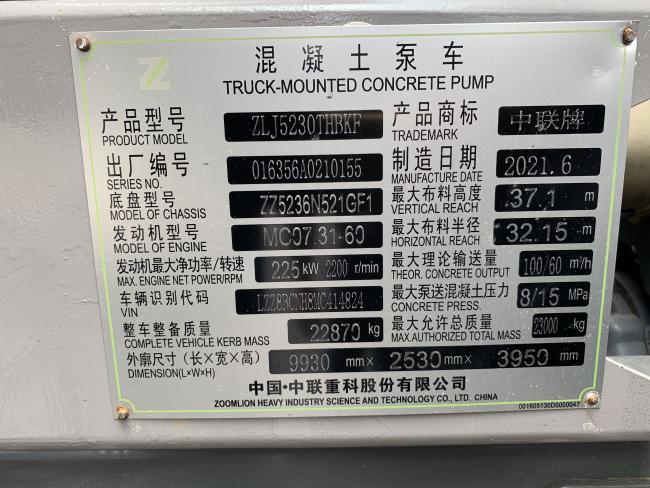 混凝土泵车
TRUCK-MOUNTED CONCRETE PUMP
产品型号 ZLJ5230THBKF 产品商标 中联牌
PRODUCT MODEL TRADEMARK
出厂编号 016356A0210155 制造日期 2021.6
SERIES NO. MANUFACTURE DATE
底盘型号 ZZ5236N521GF1 最大布料高度 37.1 m
MODEL OF CHASSIS VERTICAL REACH
发动机型号 MC07.31-60 最大布料半径 32.15 m
MODEL OF ENGINE HORIZONTAL REACH
发动机最大净功率/转速 225 kW 2200 r/min 最大理论输送量 100/60 m³/h
MAX. ENGINE NET POWER/RPM THEOR. CONCRETE OUTPUT
车辆识别代码 LZZ8BCNH8MC414824 最大泵送混凝土压力 8/15 MPa
VIN CONCRETE PRESS.
整车整备质量 22870 kg 最大允许总质量 23000 kg
COMPLETE VEHICLE KERB MASS MAX.AUTHORIZED TOTAL MASS
外廓尺寸（长×宽×高） 9930 mm× 2530 mm× 3950 mm
DIMENSION(L×W×H)
中国·中联重科股份有限公司
ZOOMLION HEAVY INDUSTRY SCIENCE AND TECHNOLOGY CO., LTD. CHINA
001605130D0000047